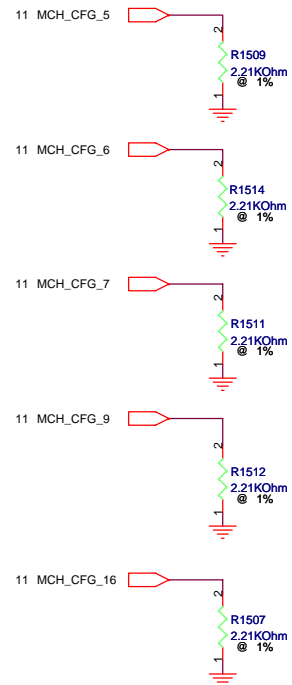 11 MCH_CFG_5
2
R1509
2.21KOhm
@ 1%
1
11 MCH_CFG_6
2
R1514
2.21KOhm
@ 1%
1
11 MCH_CFG_7
2
R1511
2.21KOhm
@ 1%
1
11 MCH_CFG_9
2
R1512
2.21KOhm
@ 1%
1
11 MCH_CFG_16
2
R1507
2.21KOhm
@ 1%
1